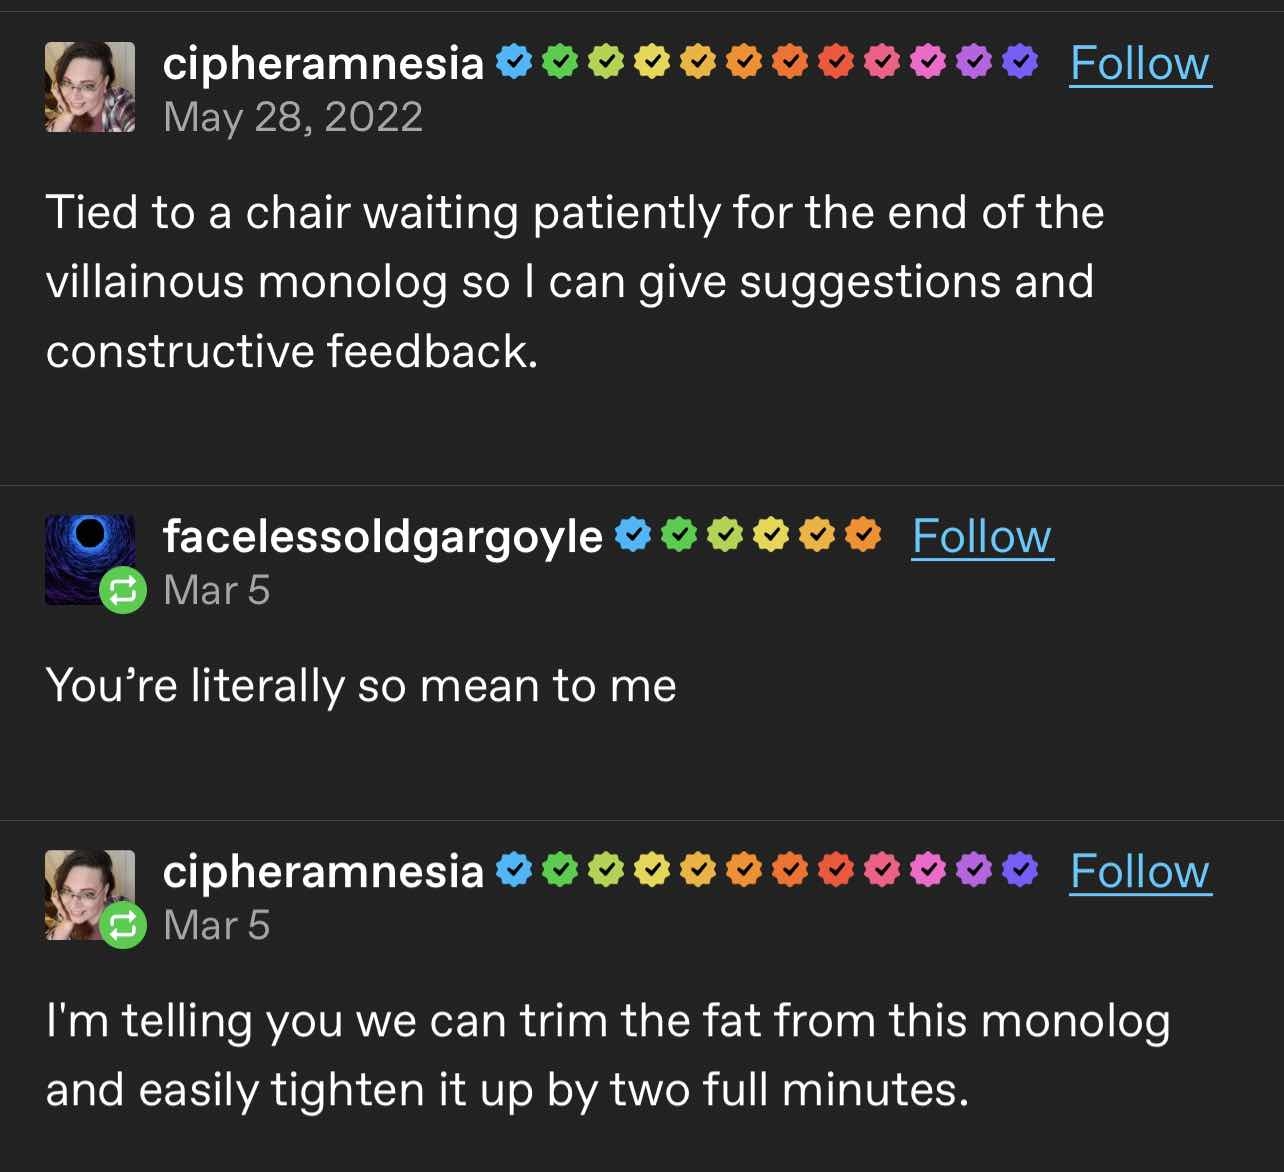 cipheramnesia Follow
May 28, 2022
Tied to a chair waiting patiently for the end of the
villainous monolog so I can give suggestions and
constructive feedback.
facelessoldgargoyle Follow
Mar 5
You’re literally so mean to me
cipheramnesia Follow
Mar 5
I'm telling you we can trim the fat from this monolog
and easily tighten it up by two full minutes.